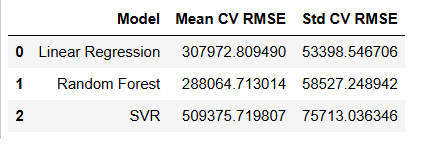 Model Mean CV RMSE Std CV RMSE
0 Linear Regression 307972.809490 53398.546706
1 Random Forest 288064.713014 58527.248942
2 SVR 509375.719807 75713.036346